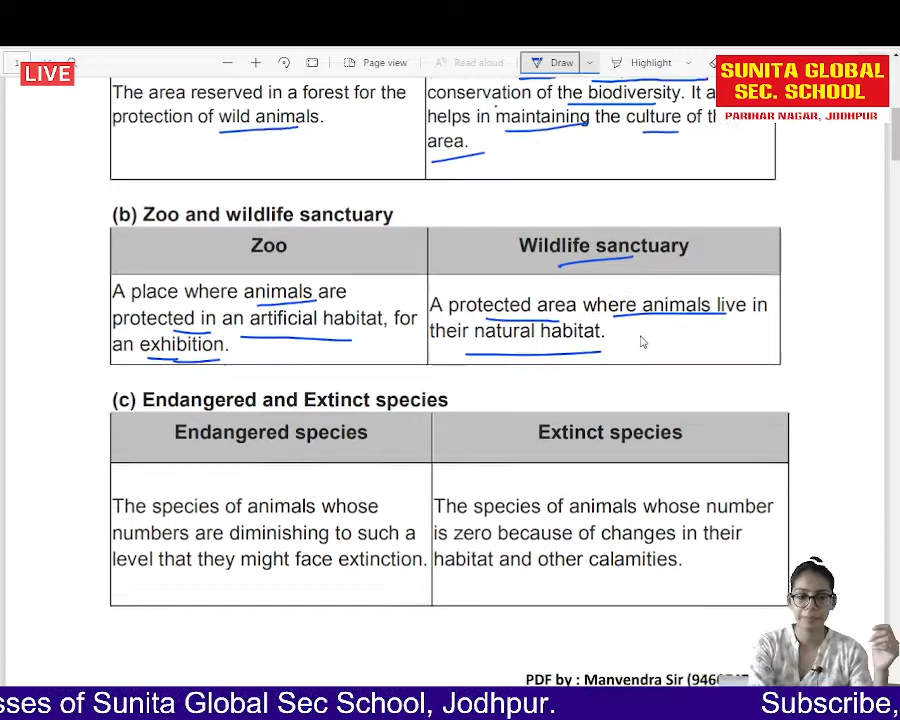 LIVE
Page view
Read aloud
Draw
Highlight
SUNITA GLOBAL
SEC. SCHOOL
PARIHAR NAGAR, JODHPUR
The area reserved in a forest for the
protection of wild animals.
conservation of the biodiversity. It a
helps in maintaining the culture of t
area.
(b) Zoo and wildlife sanctuary
Zoo
Wildlife sanctuary
A place where animals are
protected in an artificial habitat, for
an exhibition.
A protected area where animals live in
their natural habitat.
(c) Endangered and Extinct species
Endangered species
Extinct species
The species of animals whose
numbers are diminishing to such a
level that they might face extinction.
The species of animals whose number
is zero because of changes in their
habitat and other calamities.
PDF by : Manvendra Sir
sses of Sunita Global Sec School, Jodhpur.
Subscribe,